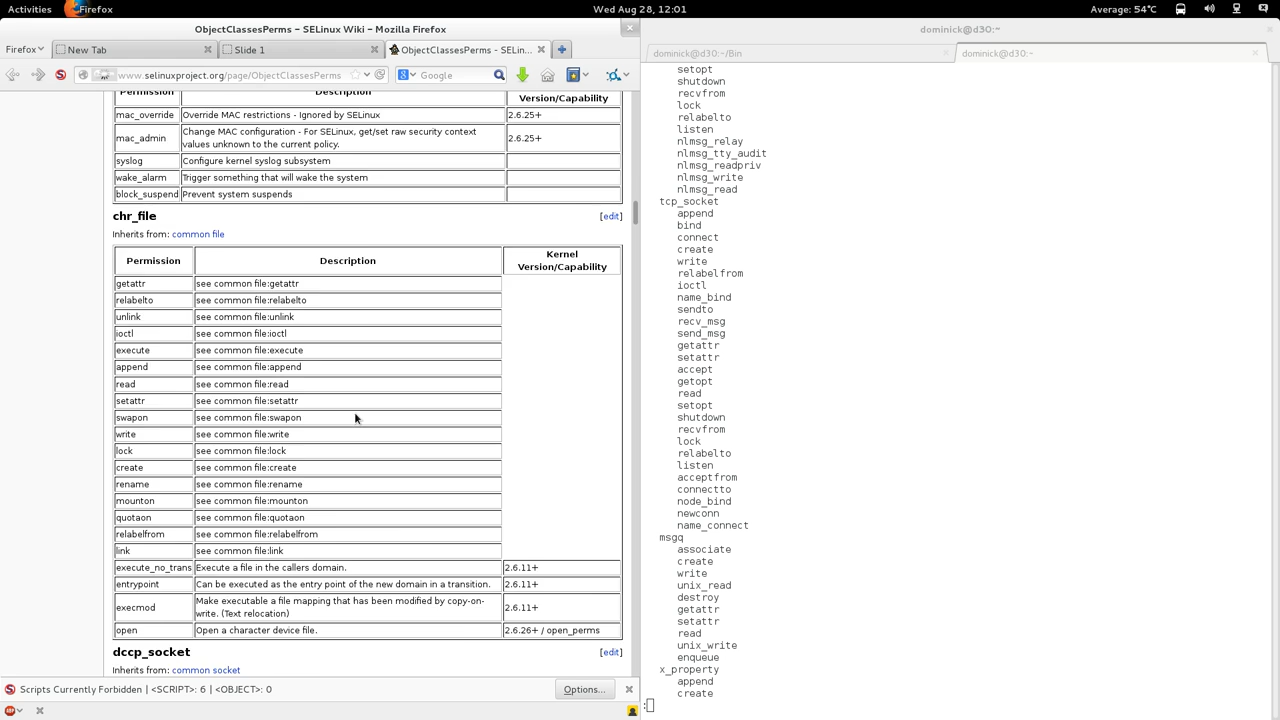 Activities Firefox Wed Aug 28, 12:01 Average: 54°C
ObjectClassesPerms - SELinux Wiki - Mozilla Firefox
Firefox New Tab Slide 1 ObjectClassesPerms - SELin...
www.selinuxproject.org/page/ObjectClassesPerms Google
Permission Description Version/Capability
mac_override Override MAC restrictions - Ignored by SELinux 2.6.25+
mac_admin Change MAC configuration - For SELinux, get/set raw security context
values unknown to the current policy. 2.6.25+
syslog Configure kernel syslog subsystem
wake_alarm Trigger something that will wake the system
block_suspend Prevent system suspends
chr_file [edit]
Inherits from: common file
Permission Description Kernel
Version/Capability
getattr see common file:getattr
relabelto see common file:relabelto
unlink see common file:unlink
ioctl see common file:ioctl
execute see common file:execute
append see common file:append
read see common file:read
setattr see common file:setattr
swapon see common file:swapon
write see common file:write
lock see common file:lock
create see common file:create
rename see common file:rename
mounton see common file:mounton
quotaon see common file:quotaon
relabelfrom see common file:relabelfrom
link see common file:link
execute_no_trans Execute a file in the callers domain. 2.6.11+
entrypoint Can be executed as the entry point of the new domain in a transition. 2.6.11+
execmod Make executable a file mapping that has been modified by copy-on-
write. (Text relocation) 2.6.11+
open Open a character device file. 2.6.26+ / open_perms
dccp_socket [edit]
Inherits from: common socket
Scripts Currently Forbidden | <SCRIPT>: 6 | <OBJECT>: 0 Options...
dominick@d30:~
dominick@d30:~/Bin dominick@d30:~
setopt
shutdown
recvfrom
lock
relabelto
listen
nlmsg_relay
nlmsg_tty_audit
nlmsg_readpriv
nlmsg_write
nlmsg_read
tcp_socket
append
bind
connect
create
write
relabelfrom
ioctl
name_bind
sendto
recv_msg
send_msg
getattr
setattr
accept
getopt
read
setopt
shutdown
recvfrom
lock
relabelto
listen
acceptfrom
connectto
node_bind
newconn
name_connect
msgq
associate
create
write
unix_read
destroy
getattr
setattr
read
unix_write
enqueue
x_property
append
create
: